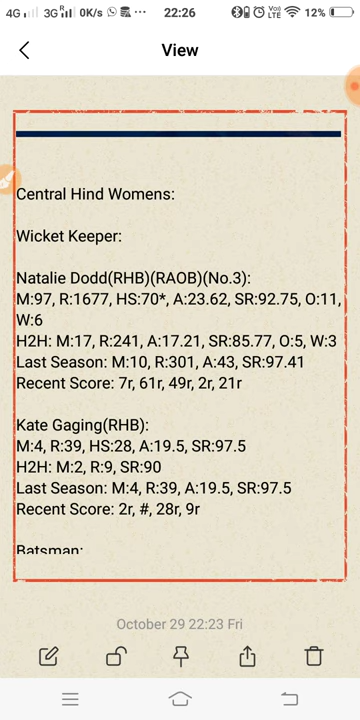 4G 3G R 0K/s ... 22:26 Vo) LTE 12%
View
Central Hind Womens:
Wicket Keeper:
Natalie Dodd(RHB)(RAOB)(No.3):
M:97, R:1677, HS:70*, A:23.62, SR:92.75, O:11,
W:6
H2H: M:17, R:241, A:17.21, SR:85.77, O:5, W:3
Last Season: M:10, R:301, A:43, SR:97.41
Recent Score: 7r, 61r, 49r, 2r, 21r
Kate Gaging(RHB):
M:4, R:39, HS:28, A:19.5, SR:97.5
H2H: M:2, R:9, SR:90
Last Season: M:4, R:39, A:19.5, SR:97.5
Recent Score: 2r, #, 28r, 9r
Batsman:
October 29 22:23 Fri